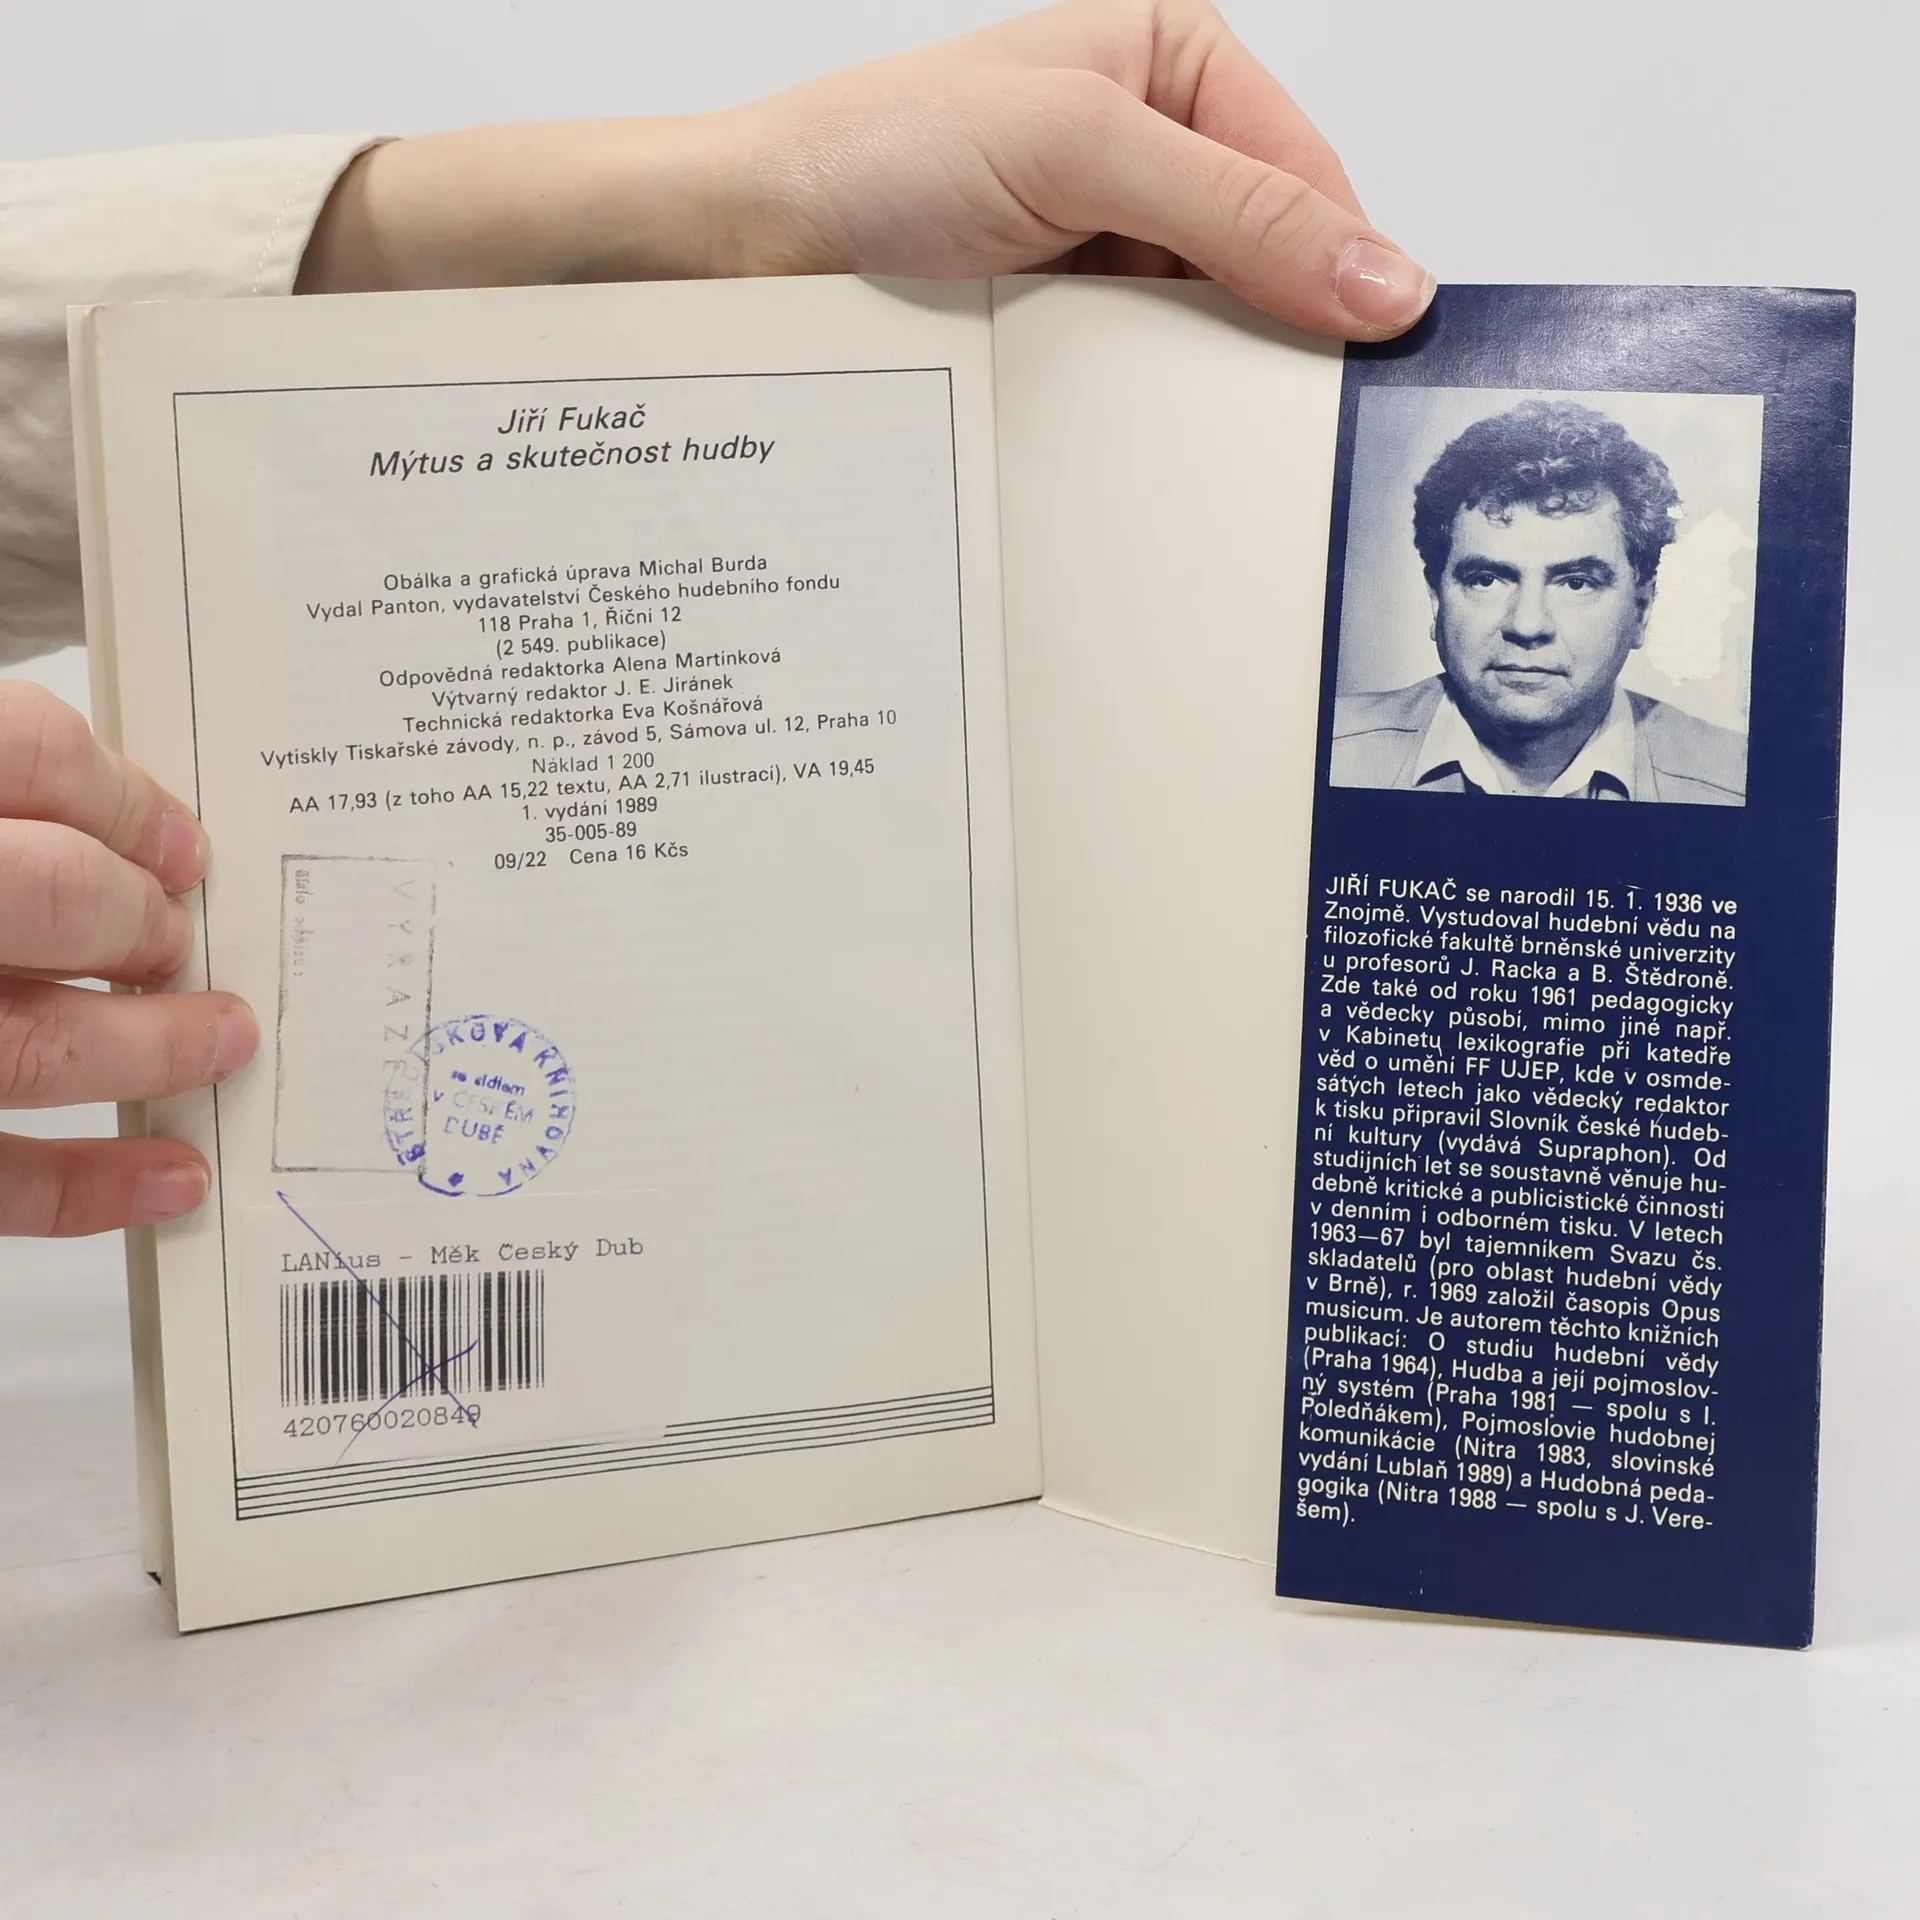 Jiří Fukač
Mýtus a skutečnost hudby
Obálka a grafická úprava Michal Burda
Vydal Panton, vydavatelství Českého hudebního fondu
118 Praha 1, Říční 12
(2 549. publikace)
Odpovědná redaktorka Alena Martínková
Výtvarný redaktor J. E. Jiránek
Technická redaktorka Eva Košnářová
Vytiskly Tiskařské závody, n. p., závod 5, Sámova ul. 12, Praha 10
Náklad 1 200
AA 17,93 (z toho AA 15,22 textu, AA 2,71 ilustrací), VA 19,45
1. vydání 1989
35-005-89
09/22 Cena 16 Kčs
STŘEDISKOVÁ KNIHOVNA
se sídlem
v ČESKÉM
DUBĚ
LANius - Měk Český Dub
420760020849
JIŘÍ FUKAČ se narodil 15. 1. 1936 ve
Znojmě. Vystudoval hudební vědu na
filozofické fakultě brněnské univerzity
u profesorů J. Racka a B. Štědroně.
Zde také od roku 1961 pedagogicky
a vědecky působí, mimo jiné např.
v Kabinetu lexikografie při katedře
věd o umění FF UJEP, kde v osmde-
sátých letech jako vědecký redaktor
k tisku připravil Slovník české hudeb-
ní kultury (vydává Supraphon). Od
studijních let se soustavně věnuje hu-
debně kritické a publicistické činnosti
v denním i odborném tisku. V letech
1963—67 byl tajemníkem Svazu čs.
skladatelů (pro oblast hudební vědy
v Brně), r. 1969 založil časopis Opus
musicum. Je autorem těchto knižních
publikací: O studiu hudební vědy
(Praha 1964), Hudba a její pojmoslov-
ný systém (Praha 1981 — spolu s I.
Poledňákem), Pojmoslovie hudobnej
komunikácie (Nitra 1983, slovinské
vydání Lublaň 1989) a Hudobná peda-
gogika (Nitra 1988 — spolu s J. Vere-
šem).